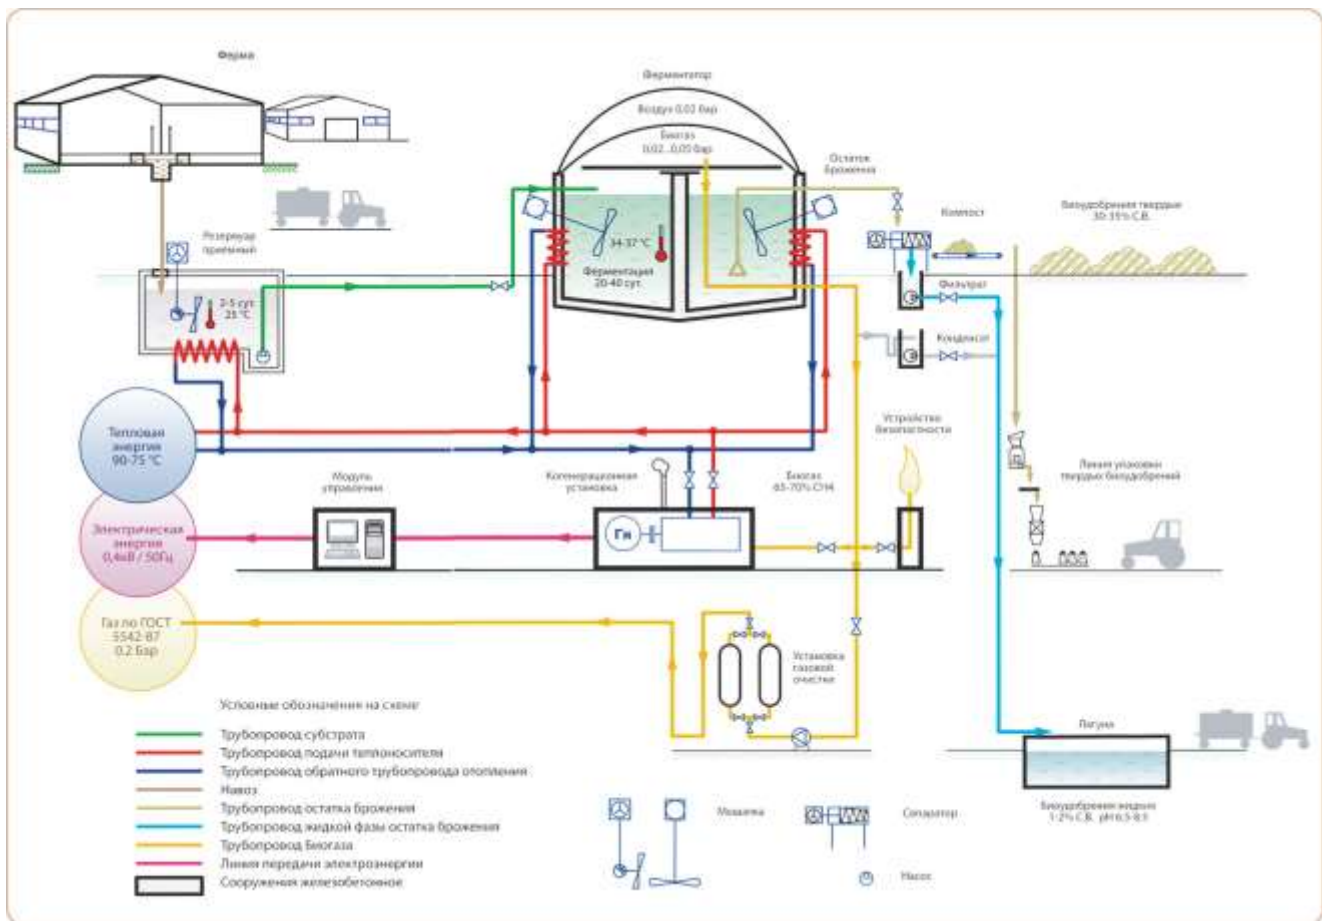 Ферма
Ферментатор
Воздух 0.02 бар
Биогаз
0,02...0,05 бар
Остаток
брожения
Компост
Биоудобрения твердые
30-35% С.В.
Резервуар
приемный
34-37 °C
Ферментация
20-40 сут.
2-5 сут.
25 °C
Фильтрат
Конденсат
Тепловая
энергия
90-75 °C
Устройство
безопастности
Модуль
управления
Когенерационная
установка
Биогаз
65-70% CH4
Линия упаковки
твердых биоудобрений
Электрическая
энергия
0,4кВ / 50Гц
Гн
Газ по ГОСТ
5542-87
0.2 Бар
Установка
газовой
очистки
Условные обозначения на схеме
Трубопровод субстрата
Трубопровод подачи теплоносителя
Трубопровод обратного трубопровода отопления
Навоз
Трубопровод остатка брожения
Трубопровод жидкой фазы остатка брожения
Трубопровод Биогаза
Линия передачи электроэнергии
Сооружения железобетонное
Лагуна
Биоудобрения жидкие
1-2% С.В. pH 6,5-8,5
Мешалка
Сепаратор
Насос